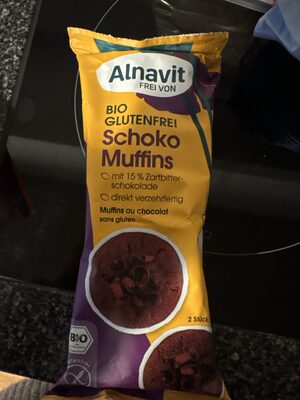 Alnavit
FREI VON
BIO
GLUTENFREI
Schoko
Muffins
mit 15 % Zartbitter-
schokolade
direkt verzehrfertig
Muffins au chocolat
sans gluten
2 Stück
BIO
glutenfrei